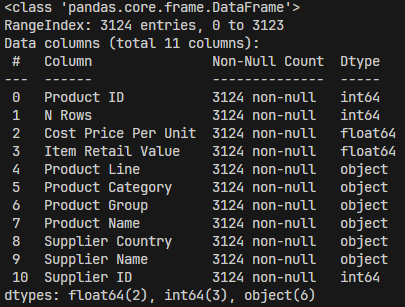 <class 'pandas.core.frame.DataFrame'>
RangeIndex: 3124 entries, 0 to 3123
Data columns (total 11 columns):
 #   Column              Non-Null Count  Dtype
---  ------              --------------  -----
 0   Product ID          3124 non-null   int64
 1   N Rows              3124 non-null   int64
 2   Cost Price Per Unit  3124 non-null   float64
 3   Item Retail Value   3124 non-null   float64
 4   Product Line        3124 non-null   object
 5   Product Category    3124 non-null   object
 6   Product Group       3124 non-null   object
 7   Product Name        3124 non-null   object
 8   Supplier Country    3124 non-null   object
 9   Supplier Name       3124 non-null   object
 10  Supplier ID         3124 non-null   int64
dtypes: float64(2), int64(3), object(6)